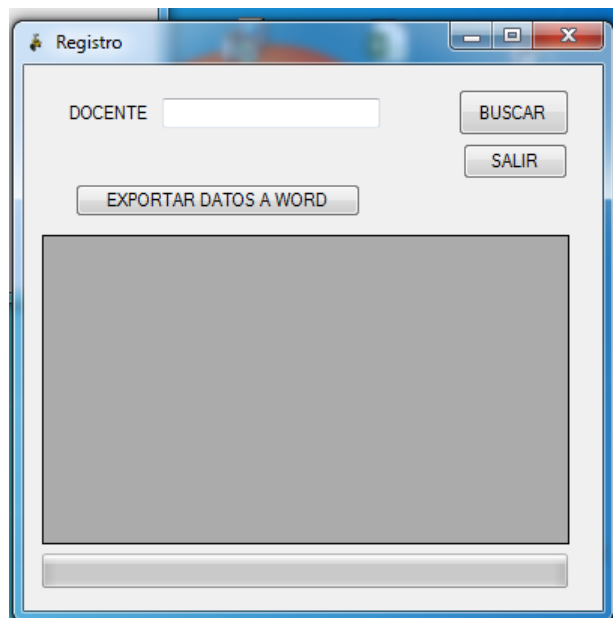 Registro
DOCENTE
BUSCAR
SALIR
EXPORTAR DATOS A WORD